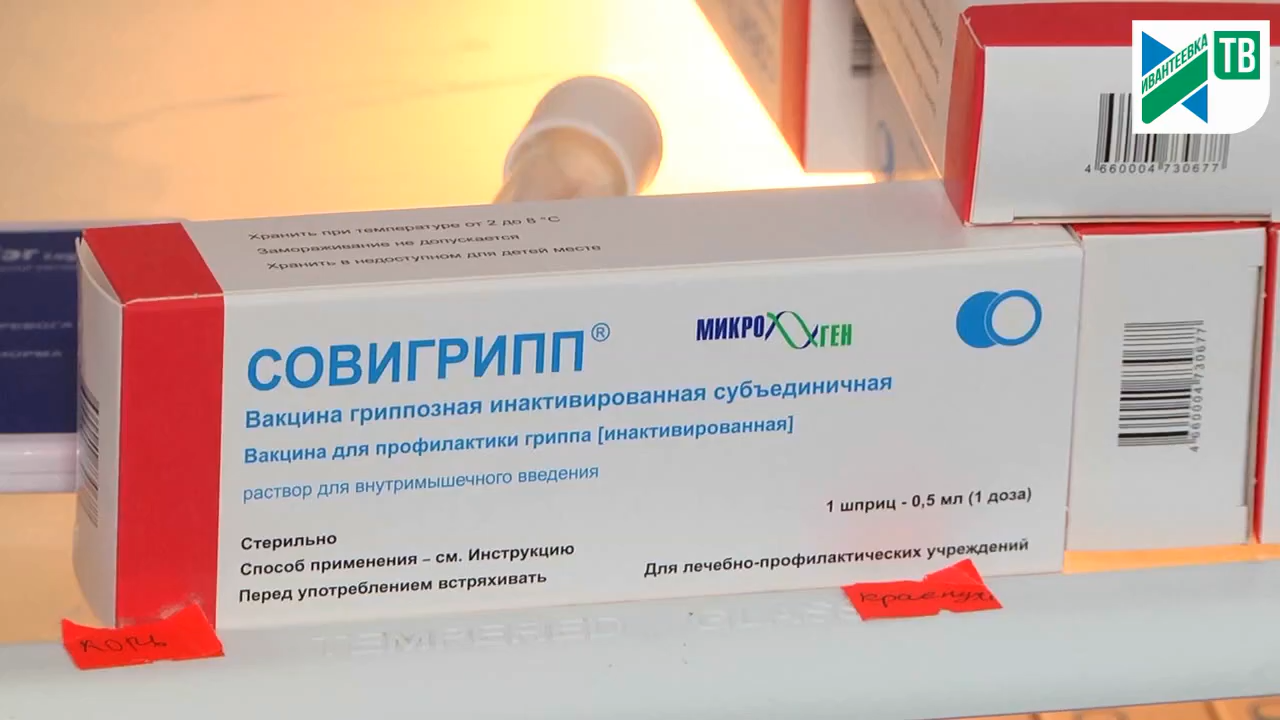 ИВАНТЕЕВКА
ТВ
4 660004 730677
Хранить при температуре от 2 до 8 °С
Замораживание не допускается
Хранить в недоступном для детей месте
СОВИГРИПП®
МИКРОГЕН
Вакцина гриппозная инактивированная субъединичная
Вакцина для профилактики гриппа [инактивированная]
раствор для внутримышечного введения
1 шприц - 0,5 мл (1 доза)
Стерильно
Способ применения – см. Инструкцию
Перед употреблением встряхивать
Для лечебно-профилактических учреждений
4 660004 730677
корь
TEMPERED GLASS